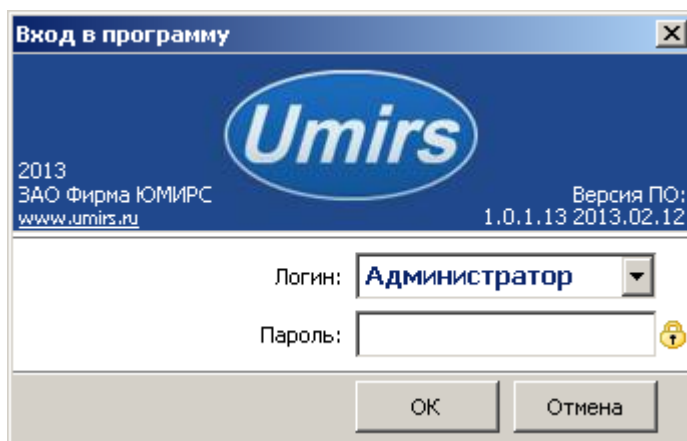 Вход в программу
Umirs
2013
ЗАО Фирма ЮМИРС
www.umirs.ru
Версия ПО:
1.0.1.13 2013.02.12
Логин: Администратор
Пароль:
ОК Отмена